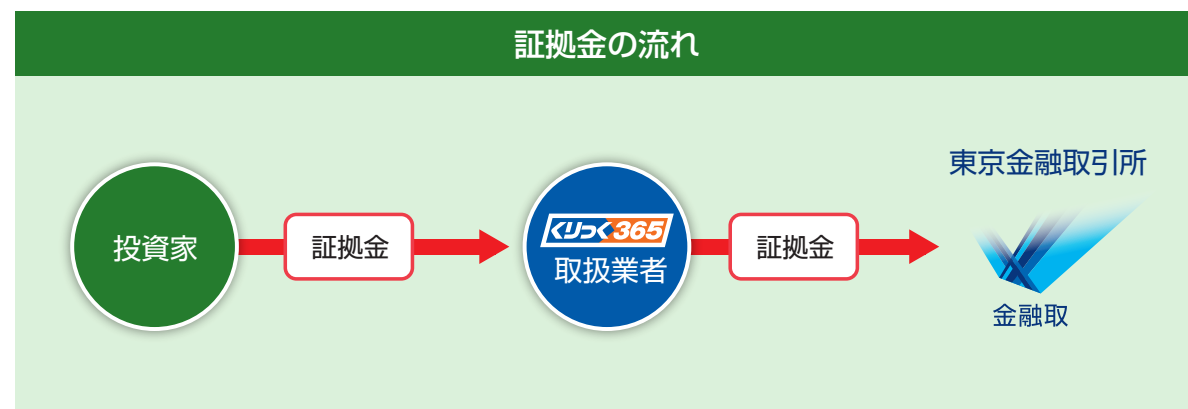 証拠金の流れ
投資家
証拠金
くりっく365
取扱業者
証拠金
東京金融取引所
金融取